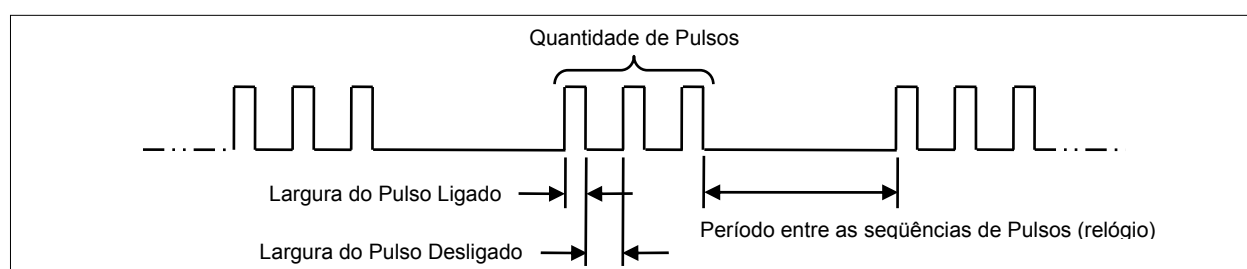 Quantidade de Pulsos
Largura do Pulso Ligado
Período entre as seqüências de Pulsos (relógio)
Largura do Pulso Desligado